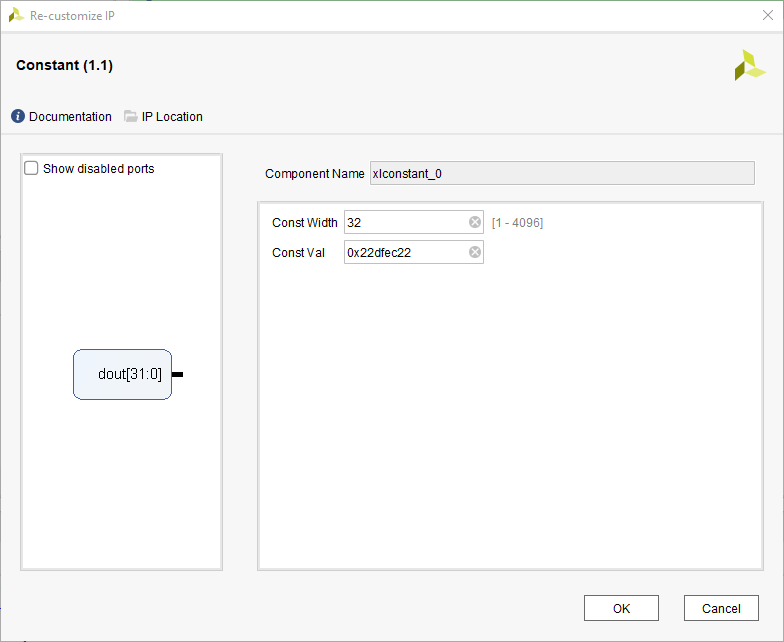 Re-customize IP
Constant (1.1)
Documentation IP Location
Show disabled ports
dout[31:0]
Component Name xlconstant_0
Const Width 32 [1 - 4096]
Const Val 0x22dfec22
OK Cancel